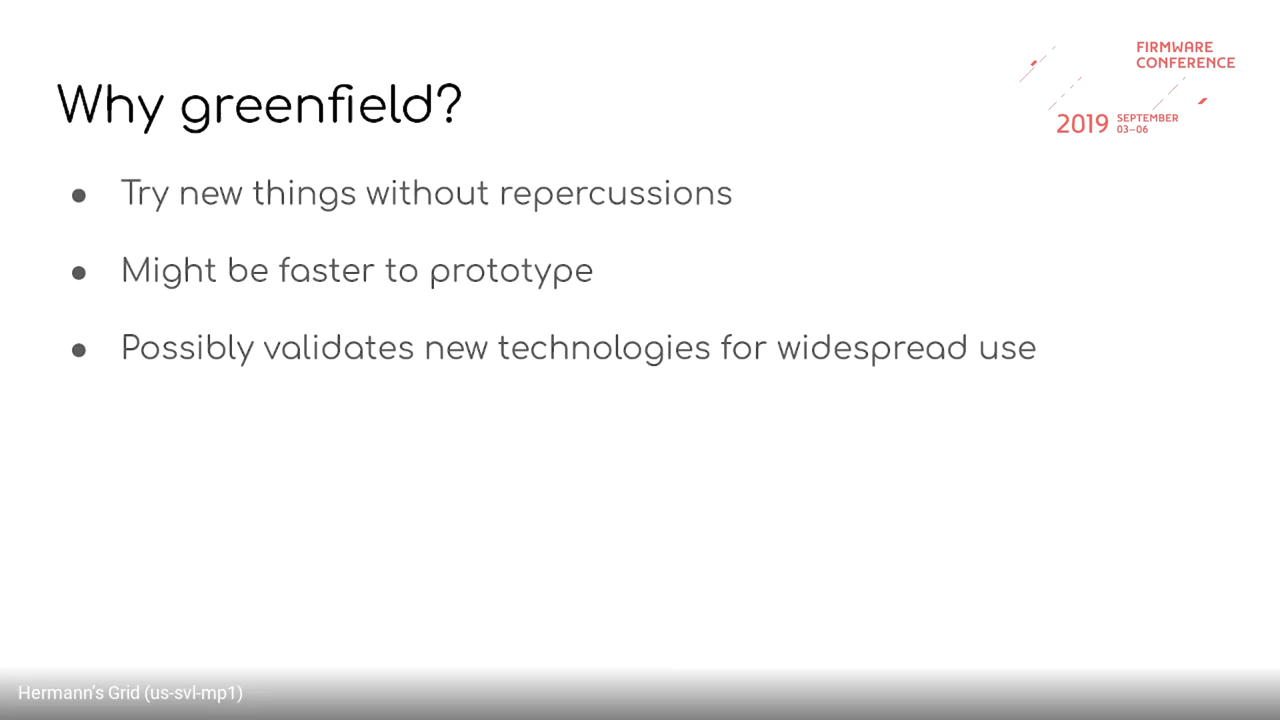 FIRMWARE
CONFERENCE
Why greenfield?
2019 SEPTEMBER
03–06
● Try new things without repercussions
● Might be faster to prototype
● Possibly validates new technologies for widespread use
Hermann's Grid (us-svl-mp1)